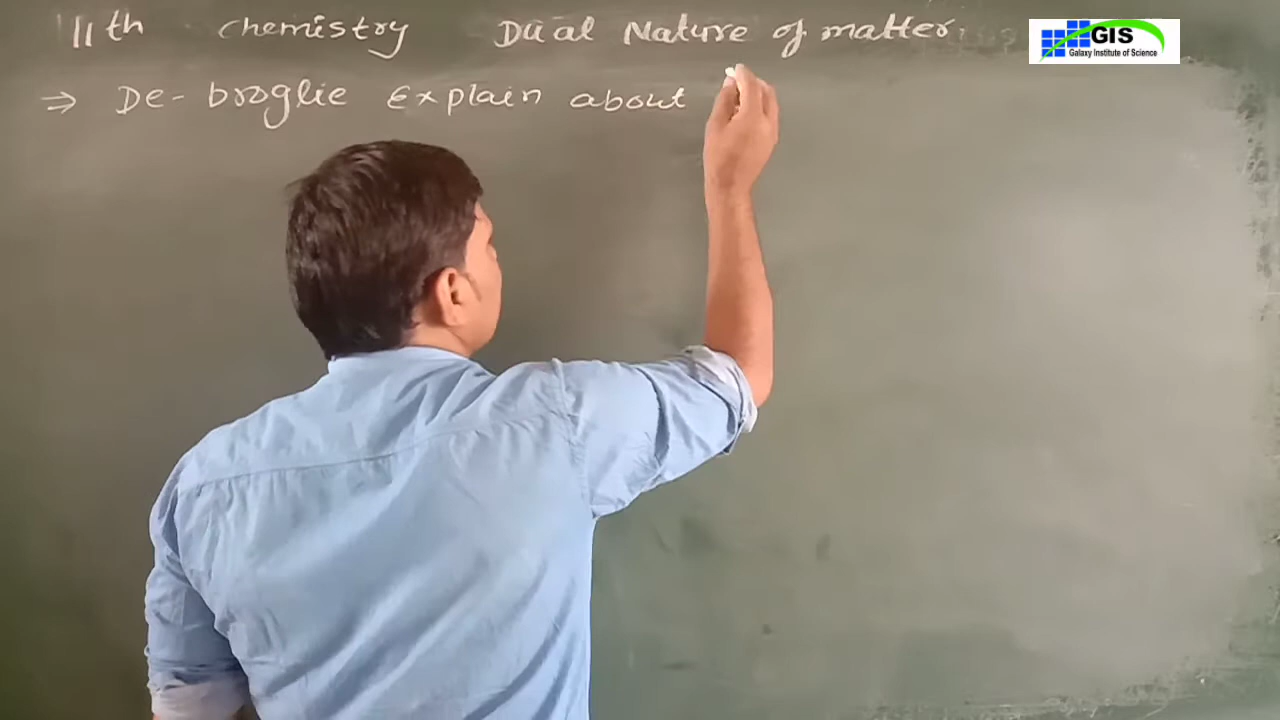 11th chemistry Dual Nature of matter
⇒ De-broglie Explain about
GIS
Galaxy Institute of Science